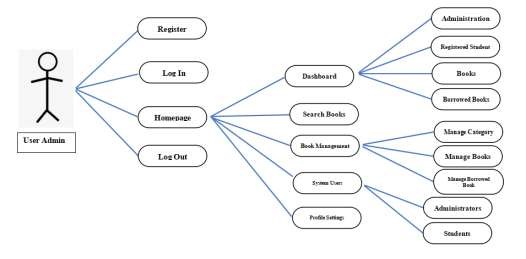 Administration
Register
Registered Student
Log In
Dashboard
Books
Borrowed Books
Homepage
Search Books
User Admin
Book Management
Manage Category
Log Out
Manage Books
System Users
Manage Borrowed
Book
Administrators
Profile Settings
Students